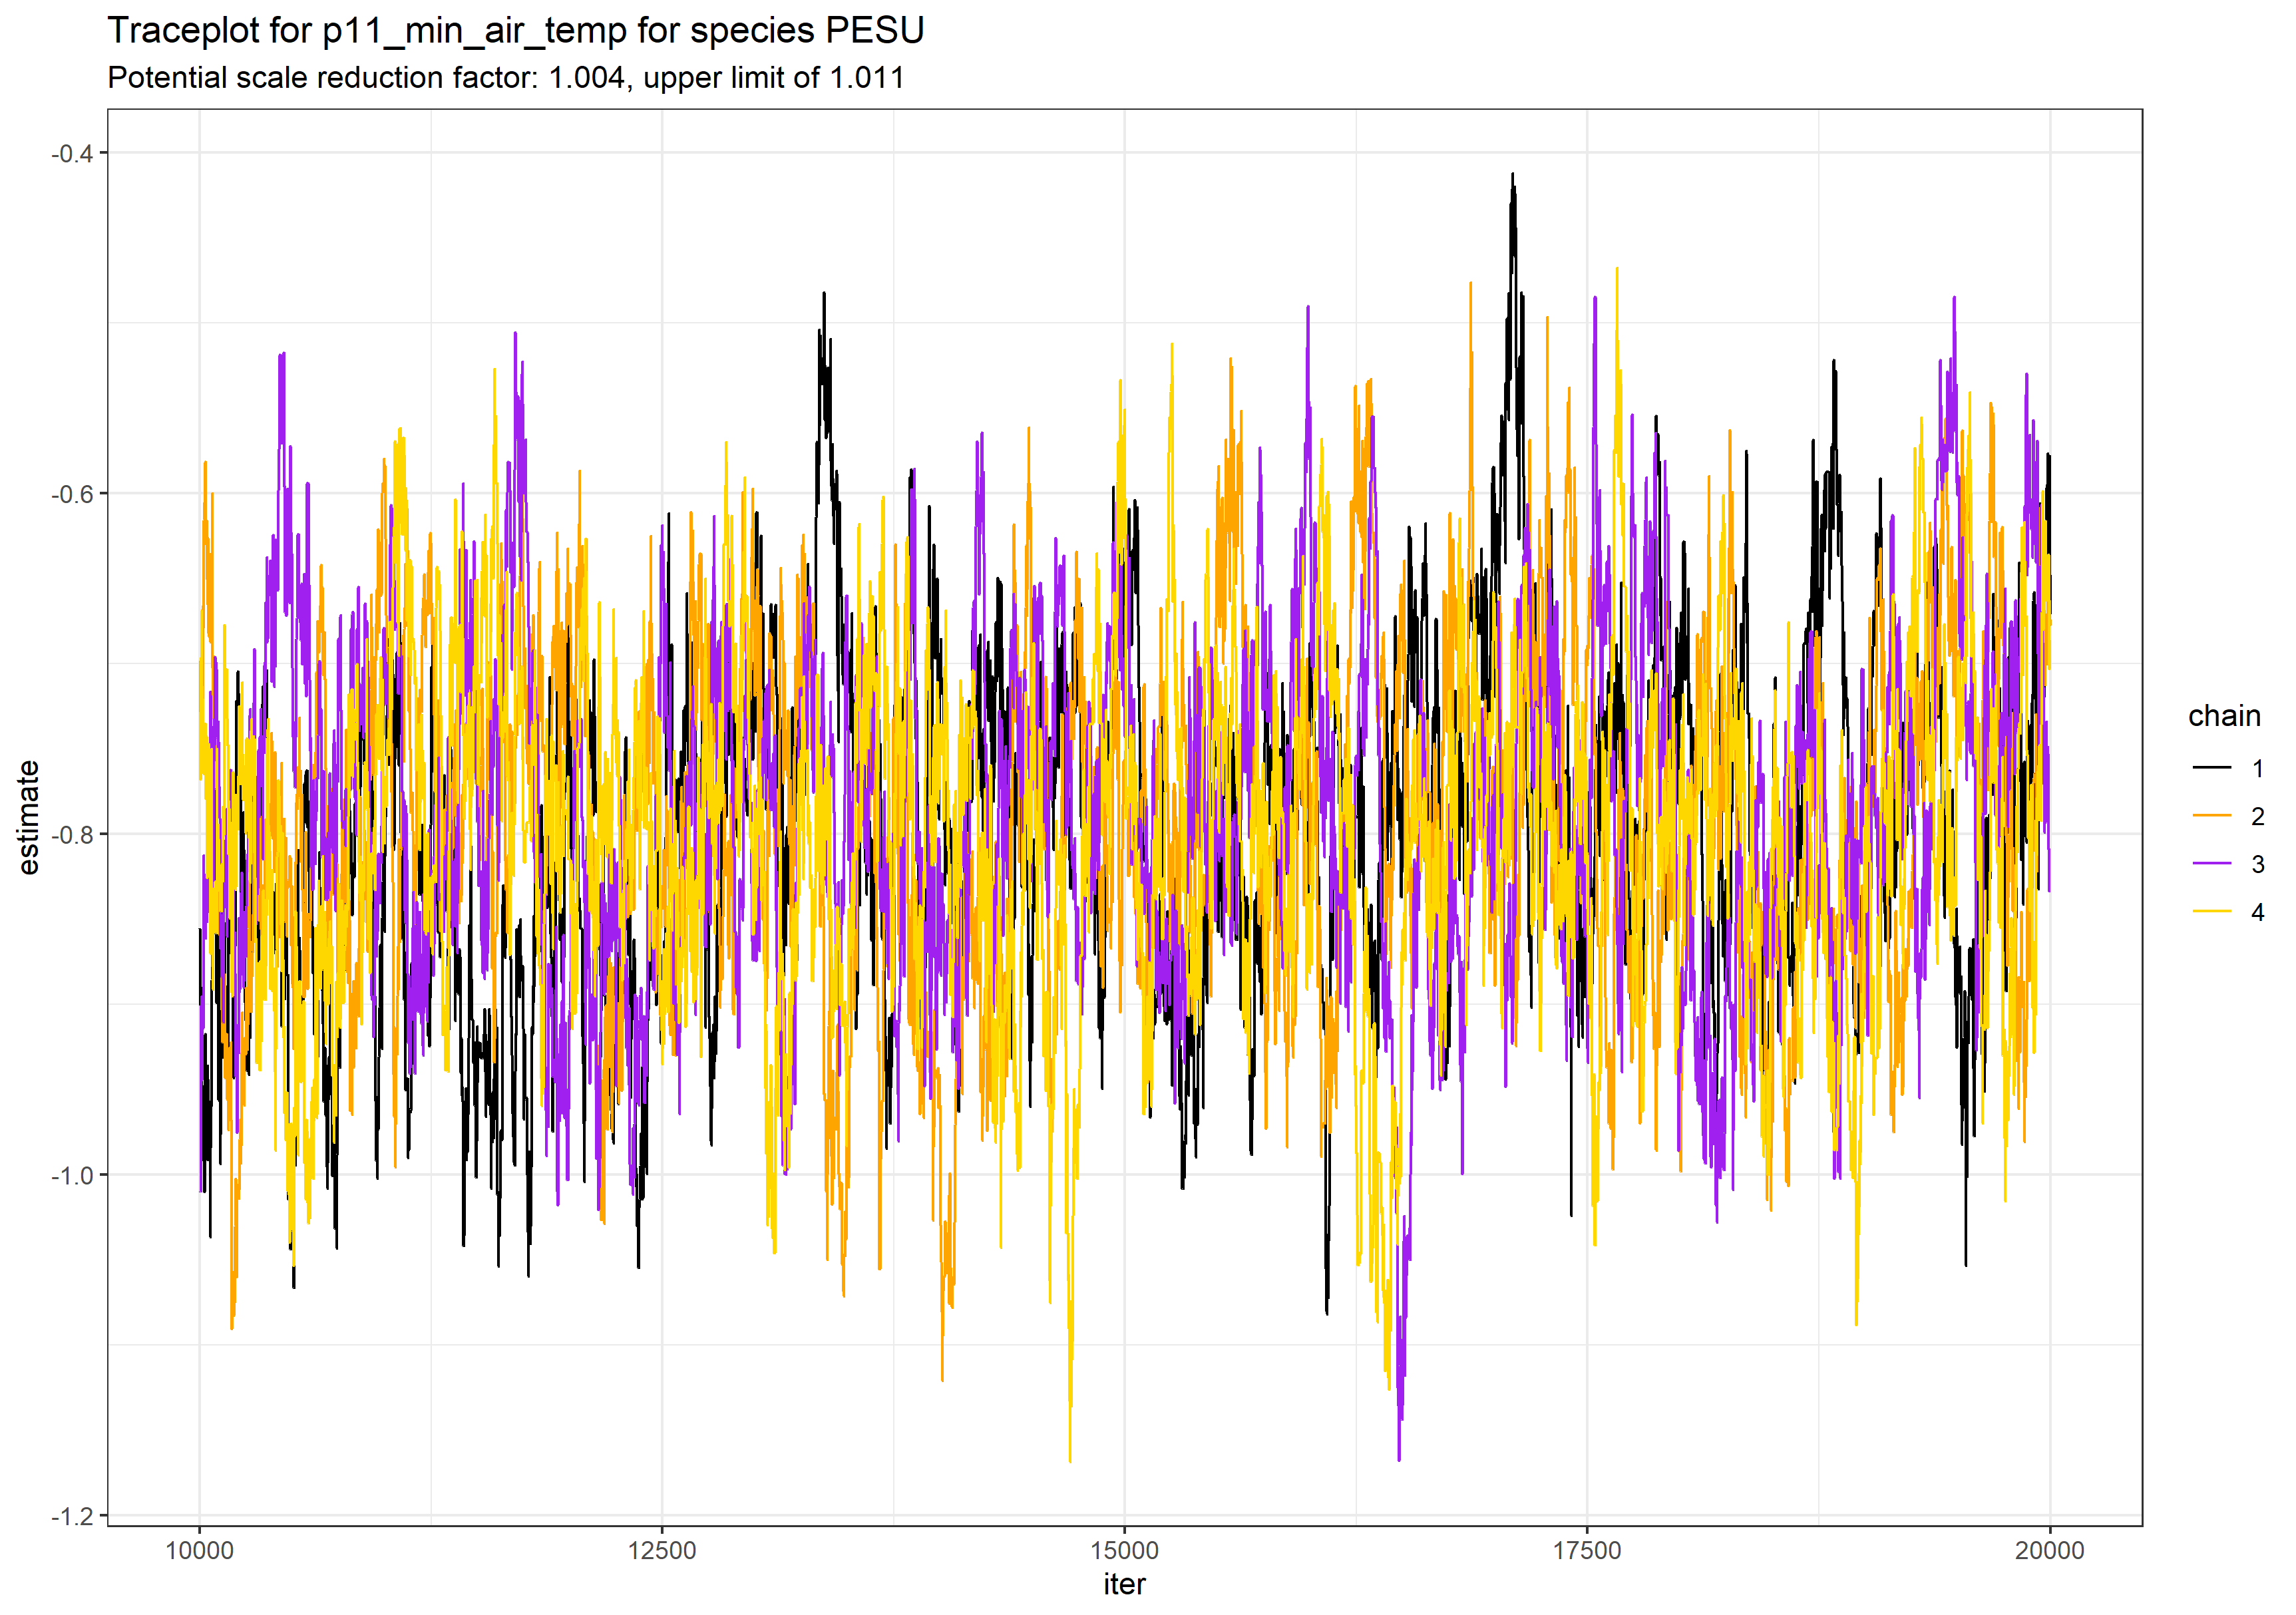 Traceplot for p11_min_air_temp for species PESU
Potential scale reduction factor: 1.004, upper limit of 1.011
-0.4
-0.6
-0.8
-1.0
-1.2
estimate
10000
12500
15000
17500
20000
iter
chain
1
2
3
4